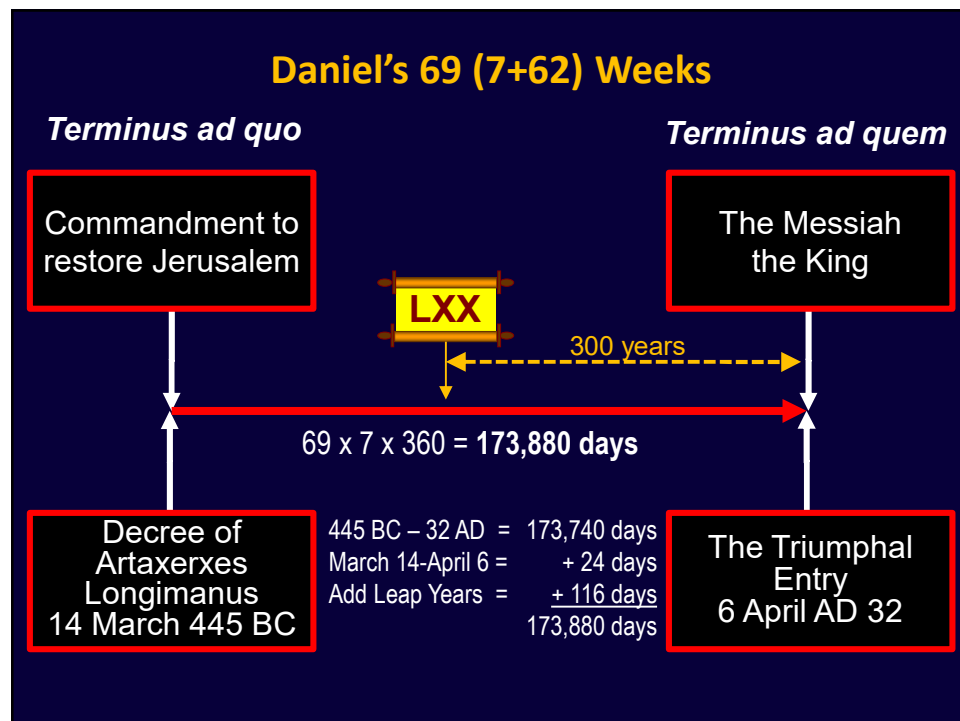 Daniel's 69 (7+62) Weeks
Terminus ad quo
Terminus ad quem
Commandment to
restore Jerusalem
The Messiah
the King
LXX
300 years
69 x 7 x 360 = 173,880 days
Decree of
Artaxerxes
Longimanus
14 March 445 BC
445 BC – 32 AD = 173,740 days
March 14-April 6 = + 24 days
Add Leap Years = + 116 days
173,880 days
The Triumphal
Entry
6 April AD 32